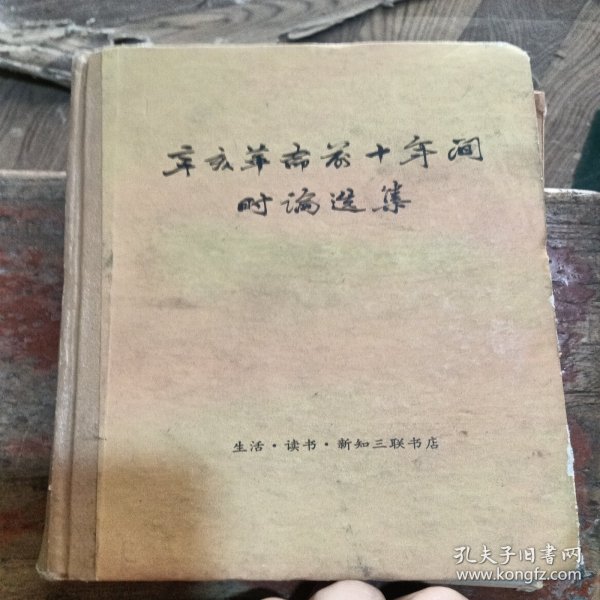 辛亥革命前十年间
时论选集
生活·读书·新知三联书店
孔夫子旧书网
www.kongfz.com